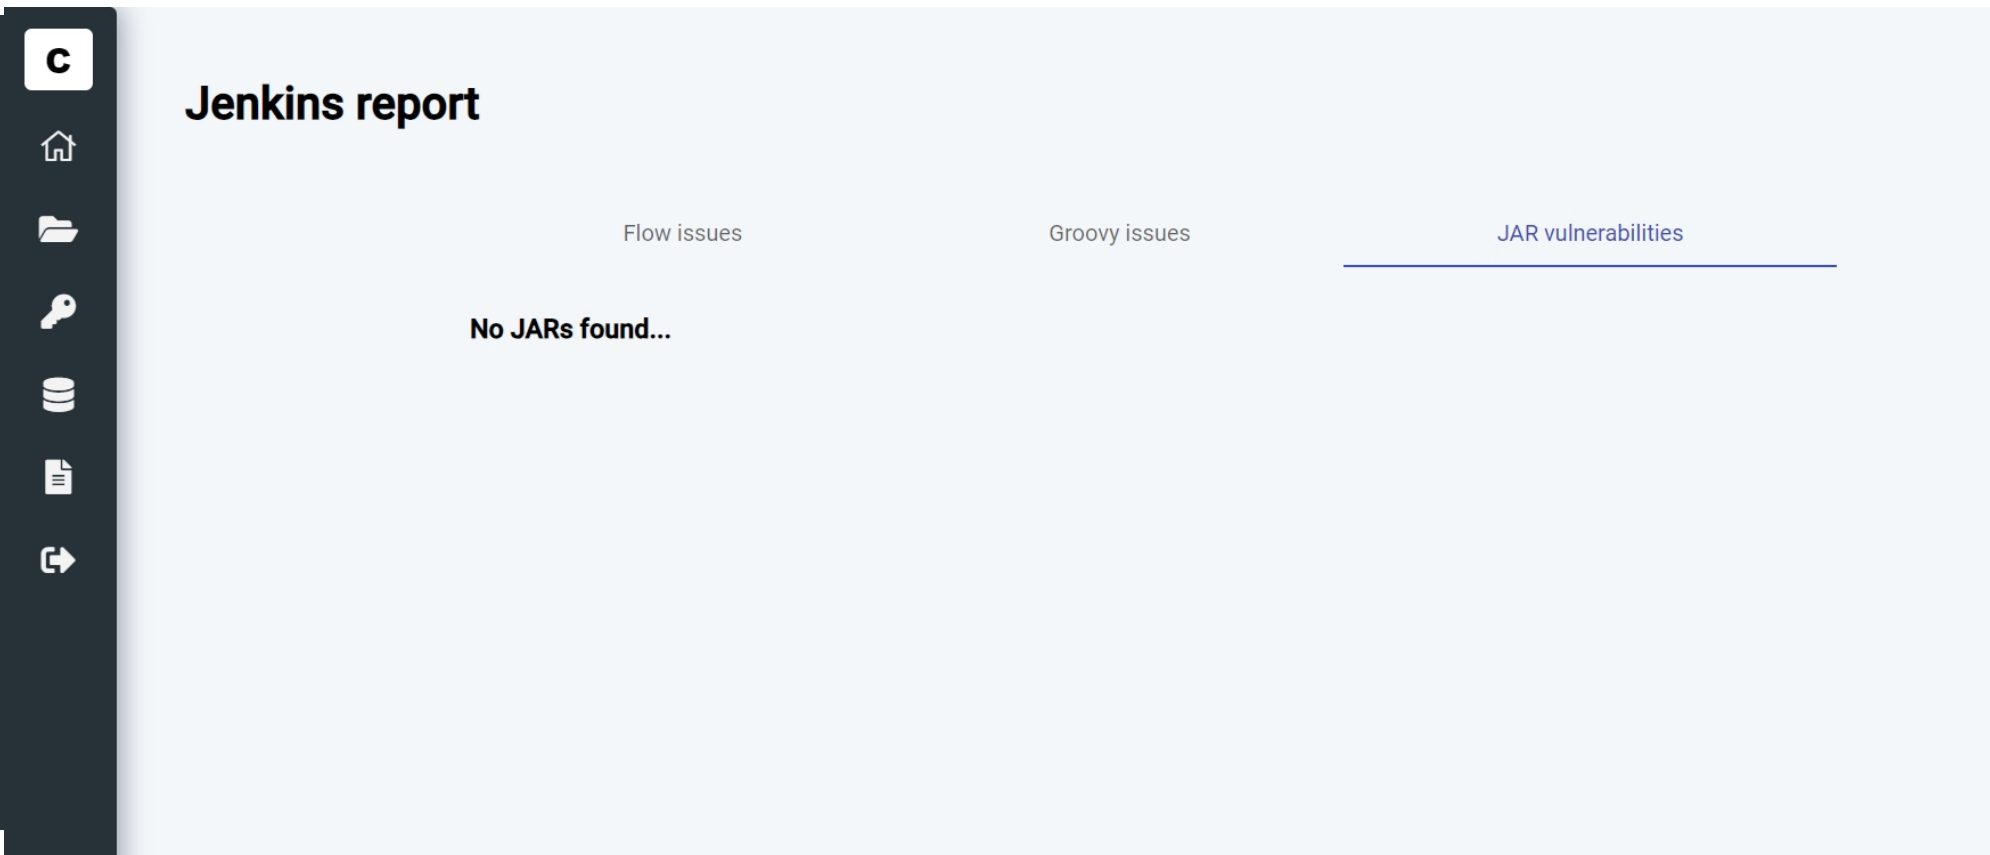 C
Jenkins report
Flow issues
Groovy issues
JAR vulnerabilities
No JARs found...